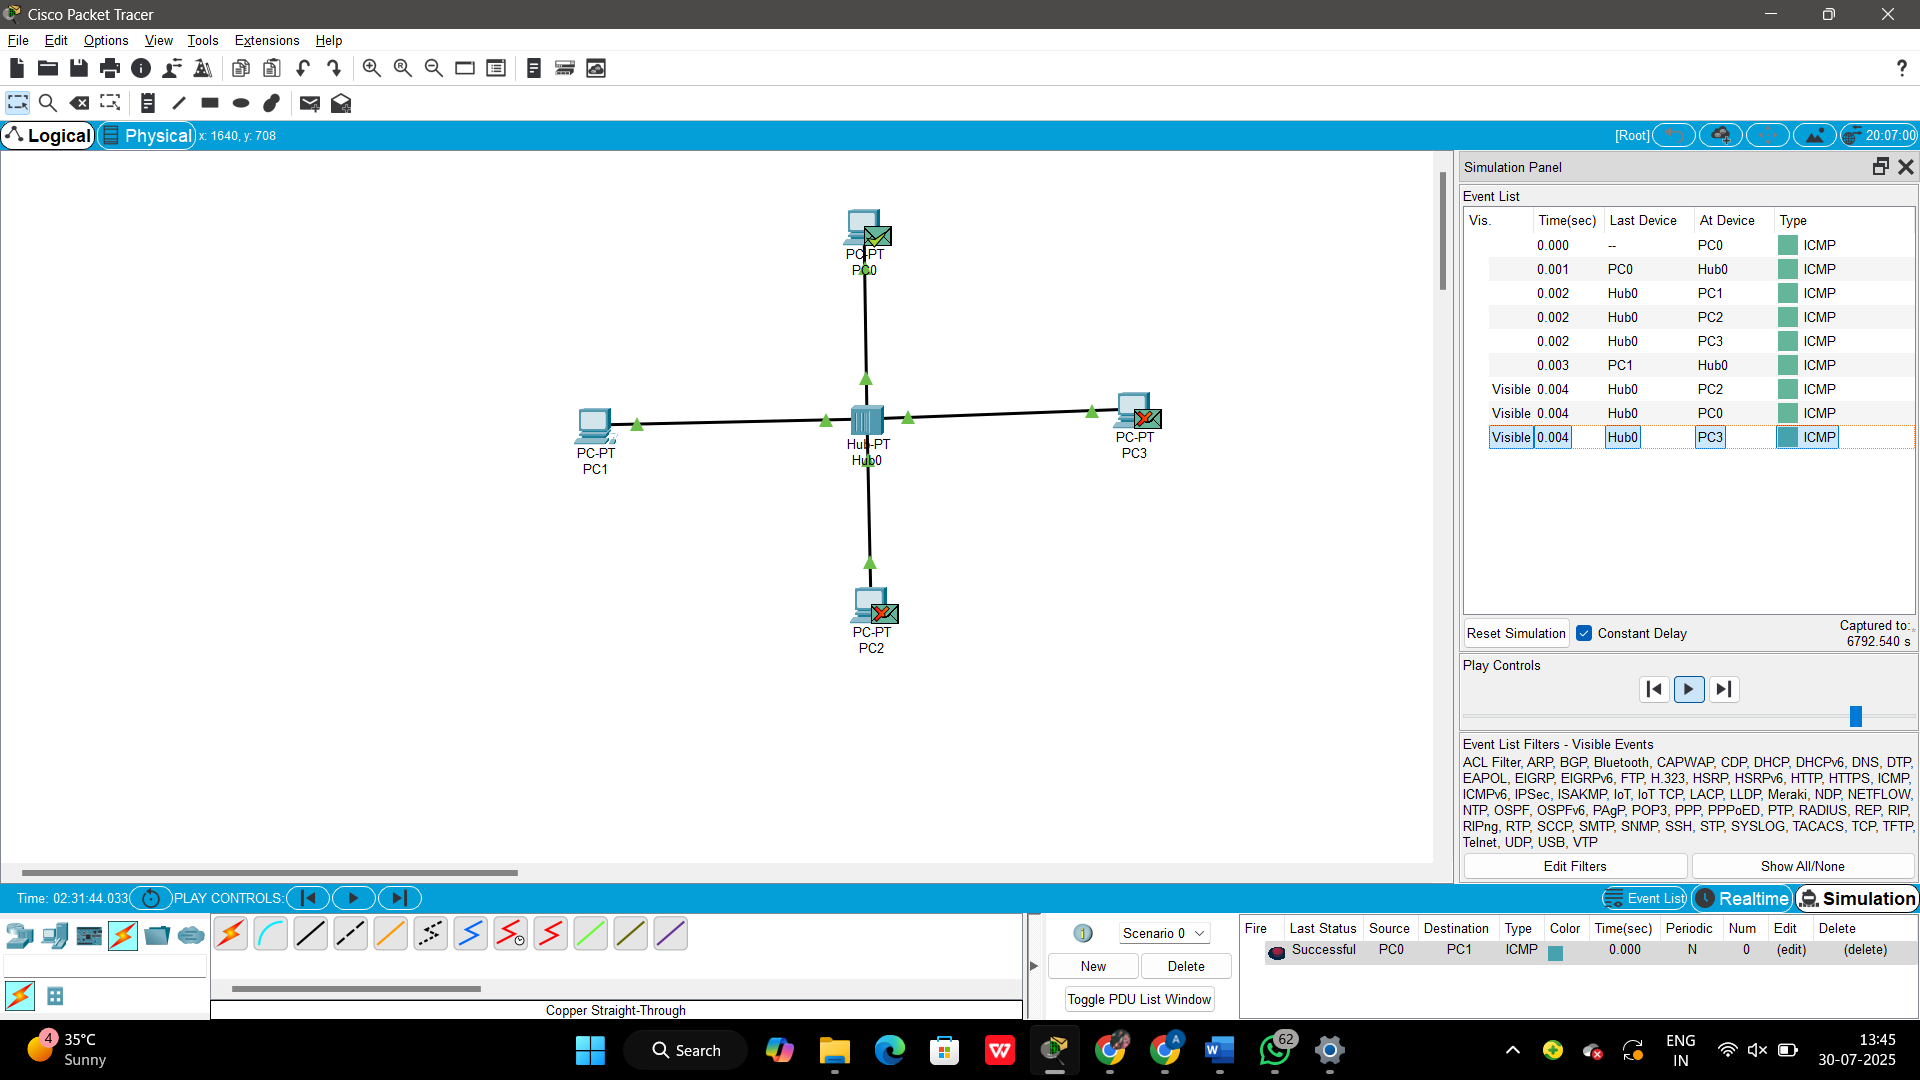 Cisco Packet Tracer
File Edit Options View Tools Extensions Help
?
Logical Physical x: 1640, y: 708 [Root] 20:07:00
PC-PT
PC0
PC-PT
PC1
Hub-PT
Hub0
PC-PT
PC3
PC-PT
PC2
Simulation Panel
Event List
Vis. Time(sec) Last Device At Device Type
0.000 -- PC0 ICMP
0.001 PC0 Hub0 ICMP
0.002 Hub0 PC1 ICMP
0.002 Hub0 PC2 ICMP
0.002 Hub0 PC3 ICMP
0.003 PC1 Hub0 ICMP
Visible 0.004 Hub0 PC2 ICMP
Visible 0.004 Hub0 PC0 ICMP
Visible 0.004 Hub0 PC3 ICMP
Reset Simulation Constant Delay Captured to:
6792.540 s
Play Controls
Event List Filters - Visible Events
ACL Filter, ARP, BGP, Bluetooth, CAPWAP, CDP, DHCP, DHCPv6, DNS, DTP,
EAPOL, EIGRP, EIGRPv6, FTP, H.323, HSRP, HSRPv6, HTTP, HTTPS, ICMP,
ICMPv6, IPSec, ISAKMP, IoT, IoT TCP, LACP, LLDP, Meraki, NDP, NETFLOW,
NTP, OSPF, OSPFv6, PAgP, POP3, PPP, PPPoED, PTP, RADIUS, REP, RIP,
RIPng, RTP, SCCP, SMTP, SNMP, SSH, STP, SYSLOG, TACACS, TCP, TFTP,
Telnet, UDP, USB, VTP
Edit Filters Show All/None
Time: 02:31:44.033 PLAY CONTROLS: Event List Realtime Simulation
Scenario 0
New Delete
Toggle PDU List Window
Fire Last Status Source Destination Type Color Time(sec) Periodic Num Edit Delete
Successful PC0 PC1 ICMP 0.000 N 0 (edit) (delete)
Copper Straight-Through
4 35°C
Sunny
Search
A
W
62
ENG
IN
13:45
30-07-2025